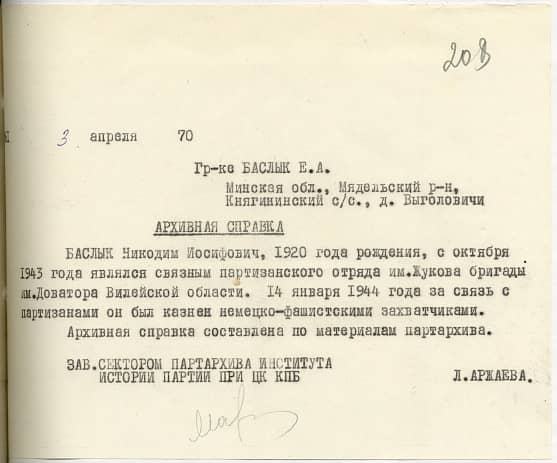 208
3 апреля 70
Гр-ке БАСЛЫК Е.А.
Минская обл., Мядельский р-н,
Княгининский с/с., д. Выголовичи
АРХИВНАЯ СПРАВКА
БАСЛЫК Никодим Иосифович, 1920 года рождения, с октября
1943 года являлся связным партизанского отряда им.Жукова бригады
им.Доватора Вилейской области. 14 января 1944 года за связь с
партизанами он был казнен немецко-фашистскими захватчиками.
Архивная справка составлена по материалам партархива.
ЗАВ.СЕКТОРОМ ПАРТАРХИВА ИНСТИТУТА
ИСТОРИИ ПАРТИИ ПРИ ЦК КПБ Л.АРЖАЕВА.